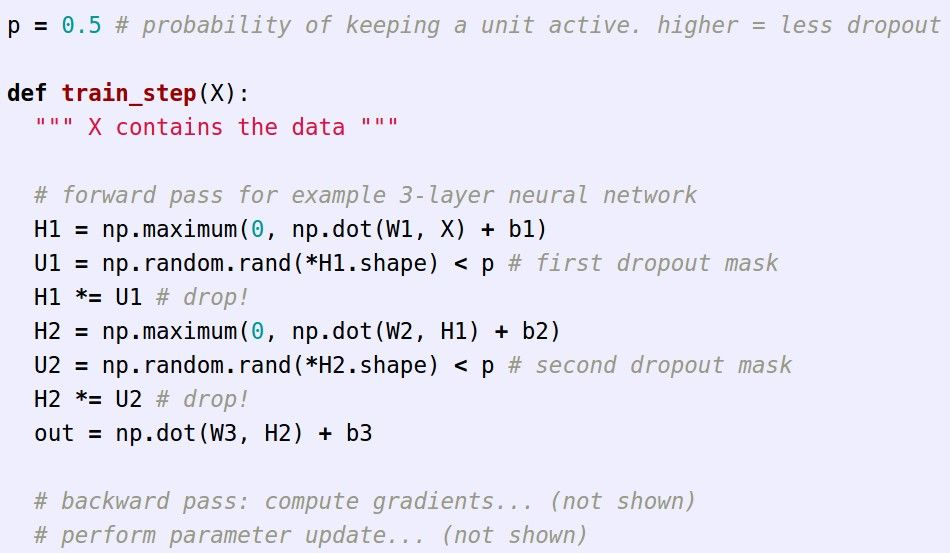 p = 0.5 # probability of keeping a unit active. higher = less dropout
def train_step(X):
""" X contains the data """
# forward pass for example 3-layer neural network
H1 = np.maximum(0, np.dot(W1, X) + b1)
U1 = np.random.rand(*H1.shape) < p # first dropout mask
H1 *= U1 # drop!
H2 = np.maximum(0, np.dot(W2, H1) + b2)
U2 = np.random.rand(*H2.shape) < p # second dropout mask
H2 *= U2 # drop!
out = np.dot(W3, H2) + b3
# backward pass: compute gradients... (not shown)
# perform parameter update... (not shown)